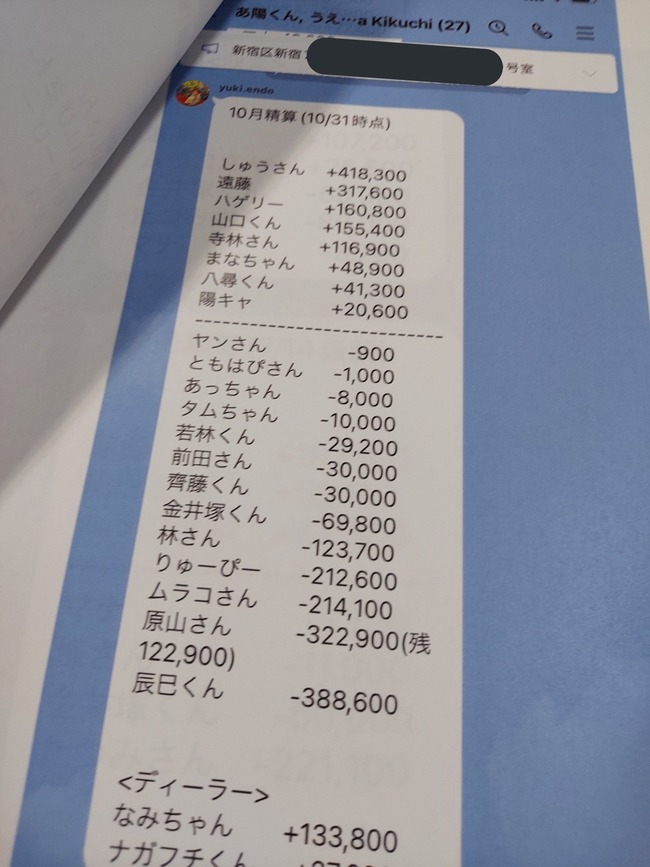 あ陽くん, うえ…a Kikuchi (27)
新宿区新宿
号室
yuki.endo
10月精算 (10/31時点)
しゅうさん +418,300
遠藤 +317,600
ハゲリー +160,800
山口くん +155,400
寺林さん +116,900
まなちゃん +48,900
八尋くん +41,300
陽キャ +20,600
--------------------------
ヤンさん -900
ともはぴさん -1,000
あっちゃん -8,000
タムちゃん -10,000
若林くん -29,200
前田さん -30,000
齊藤くん -30,000
金井塚くん -69,800
林さん -123,700
りゅーぴー -212,600
ムラコさん -214,100
原山さん -322,900(残
122,900)
辰巳くん -388,600
<ディーラー>
なみちゃん +133,800
ナガフチくん